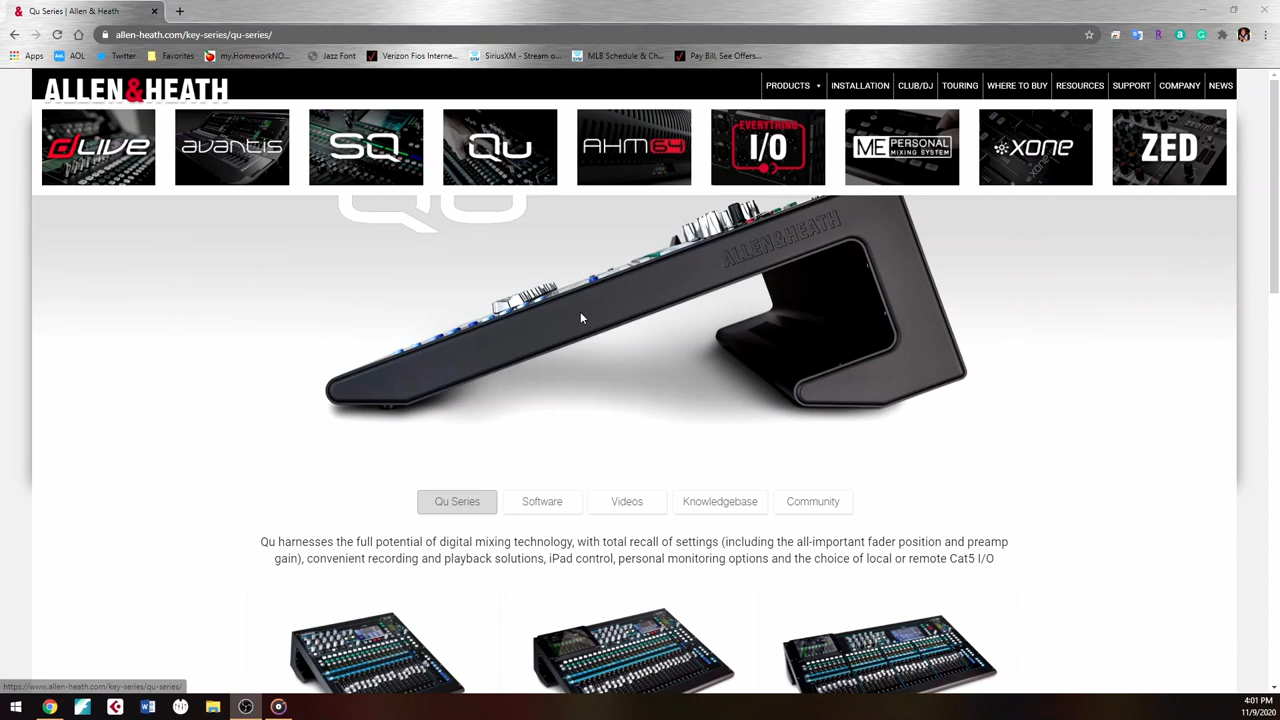 Qu Series | Allen & Heath
allen-heath.com/key-series/qu-series/
Apps AOL Twitter Favorites my.HomeworkNO... Jazz Font Verizon Fios Interne... SiriusXM - Stream o... MLB Schedule & Ch... Pay Bill, See Offers...
ALLEN&HEATH
PRODUCTS INSTALLATION CLUB/DJ TOURING WHERE TO BUY RESOURCES SUPPORT COMPANY NEWS
dLIVE avantis SQ Qu AHM64 EVERYTHING I/O ME PERSONAL MIXING SYSTEM xone ZED
QU
ALLEN&HEATH
Qu Series Software Videos Knowledgebase Community
Qu harnesses the full potential of digital mixing technology, with total recall of settings (including the all-important fader position and preamp
gain), convenient recording and playback solutions, iPad control, personal monitoring options and the choice of local or remote Cat5 I/O
https://www.allen-heath.com/key-series/qu-series/
4:01 PM
11/9/2020